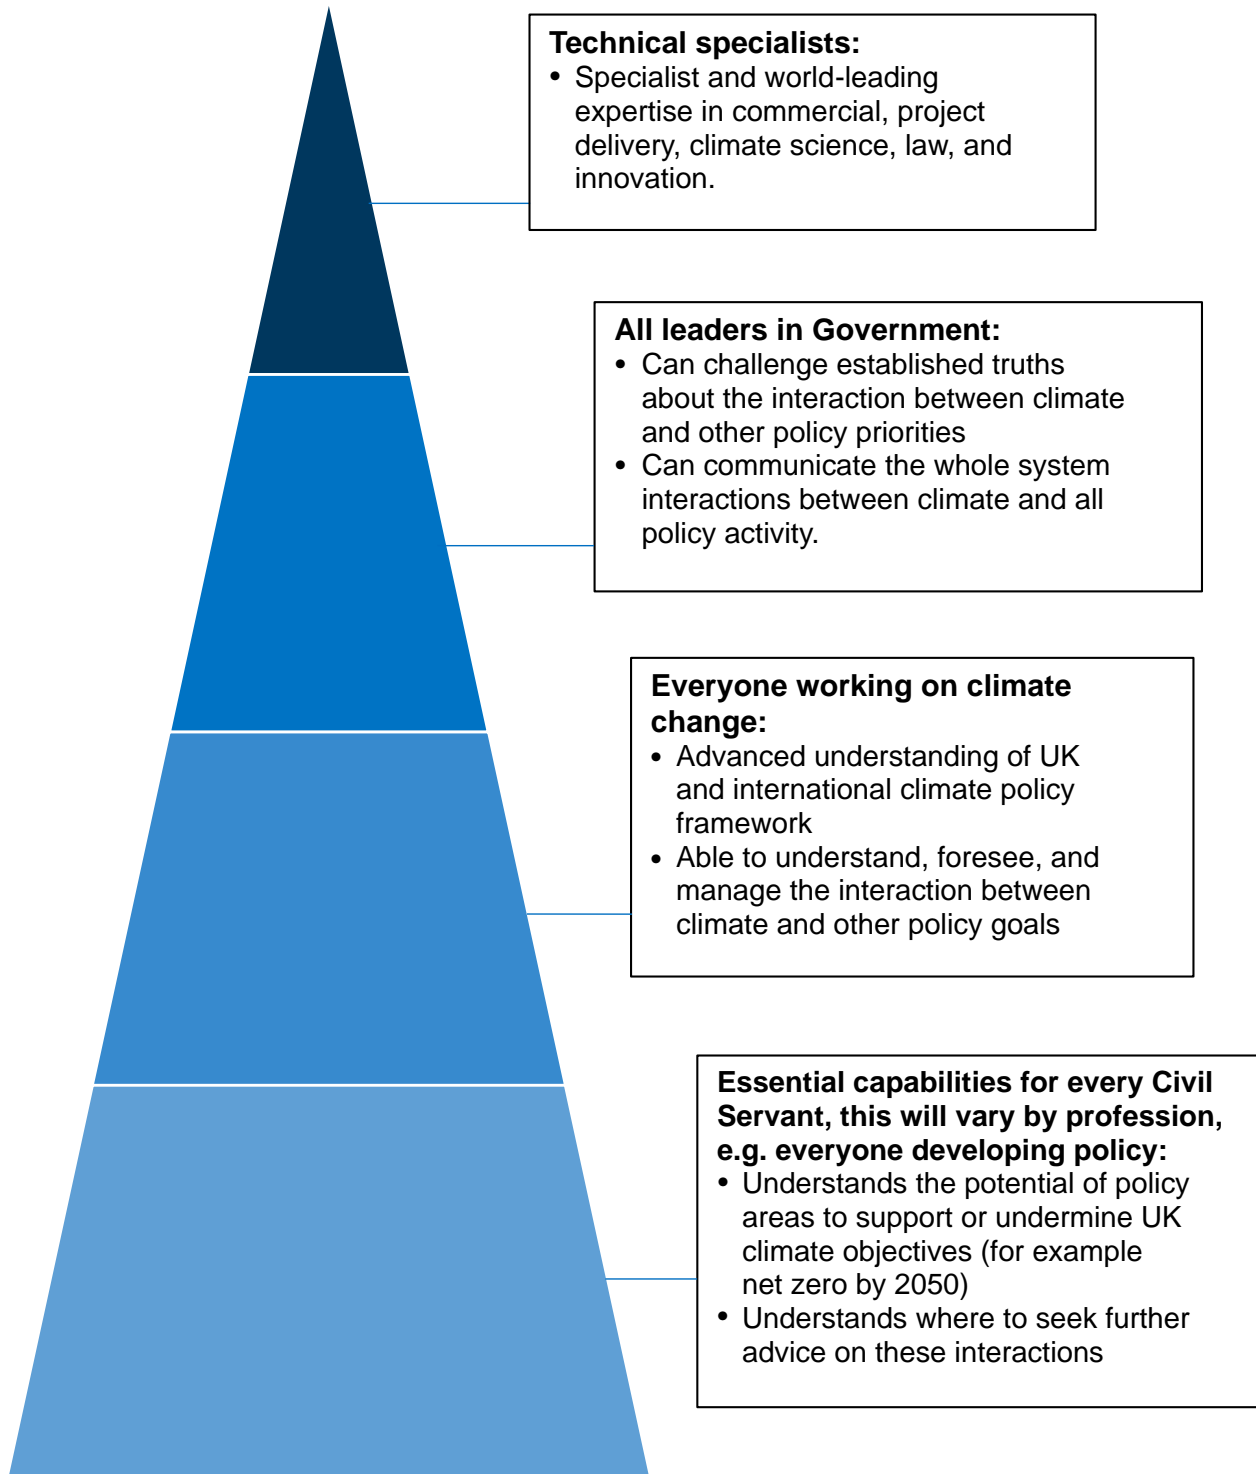 Technical specialists:
• Specialist and world-leading
expertise in commercial, project
delivery, climate science, law, and
innovation.
All leaders in Government:
• Can challenge established truths
about the interaction between climate
and other policy priorities
• Can communicate the whole system
interactions between climate and all
policy activity.
Everyone working on climate
change:
• Advanced understanding of UK
and international climate policy
framework
• Able to understand, foresee, and
manage the interaction between
climate and other policy goals
Essential capabilities for every Civil
Servant, this will vary by profession,
e.g. everyone developing policy:
• Understands the potential of policy
areas to support or undermine UK
climate objectives (for example
net zero by 2050)
• Understands where to seek further
advice on these interactions